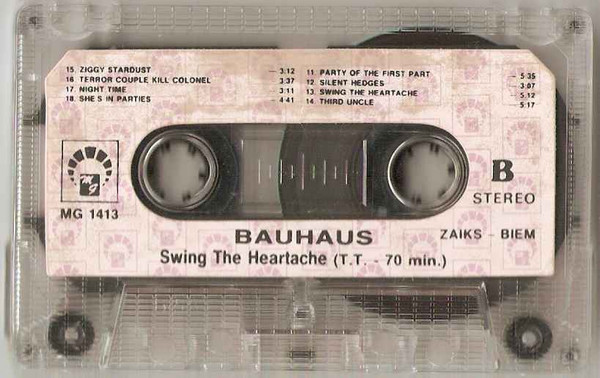 15. ZIGGY STARDUST — 3:12
16. TERROR COUPLE KILL COLONEL — 3:37
17. NIGHT TIME 3:11
18. SHE'S IN PARTIES 4:41
11. PARTY OF THE FIRST PART — 5:35
12. SILENT HEDGES — 3:07
13. SWING THE HEARTACHE — 5.12
14. THIRD UNCLE 5:17
MG
MG 1413
B
STEREO
BAUHAUS
ZAIKS - BIEM
Swing The Heartache (T.T. - 70 min.)